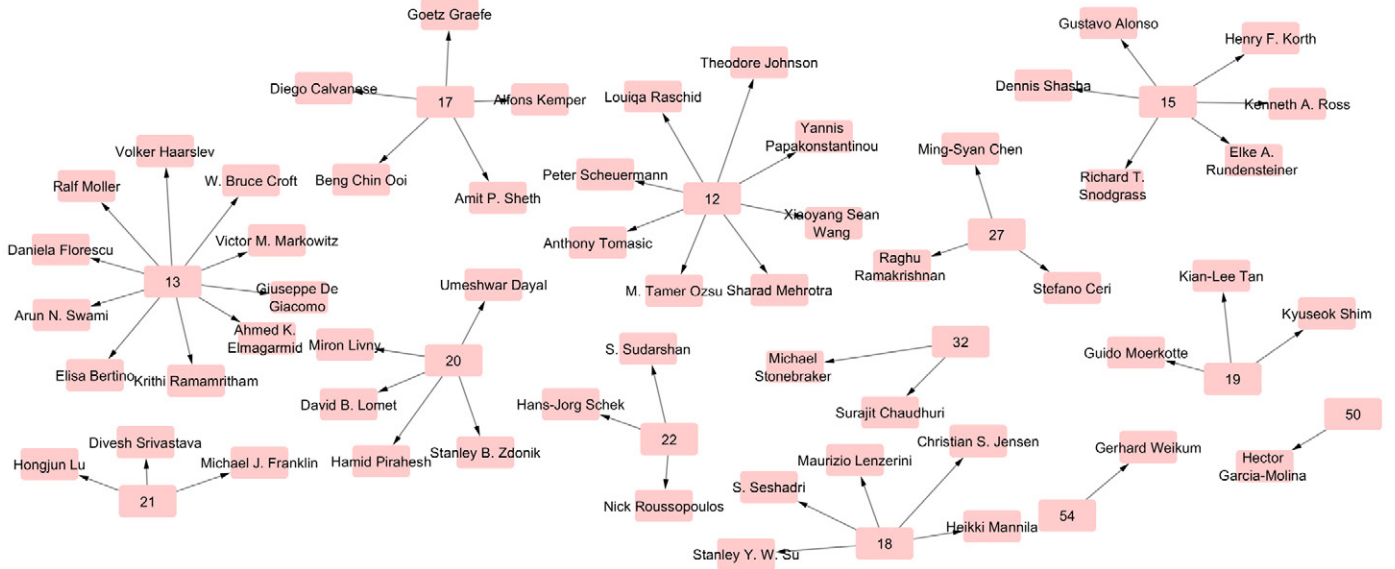 Goetz Graefe
Diego Calvanese
17
Alfons Kemper
Beng Chin Ooi
Amit P. Sheth
Theodore Johnson
Louiqa Raschid
Yannis
Papakonstantinou
Peter Scheuermann
12
Xiaoyang Sean
Wang
Anthony Tomasic
M. Tamer Ozsu
Sharad Mehrotra
Gustavo Alonso
Henry F. Korth
Dennis Shasha
15
Kenneth A. Ross
Elke A.
Rundensteiner
Richard T.
Snodgrass
Ming-Syan Chen
27
Raghu
Ramakrishnan
Stefano Ceri
Volker Haarslev
Ralf Moller
W. Bruce Croft
Daniela Florescu
Victor M. Markowitz
13
Giuseppe De
Giacomo
Arun N. Swami
Ahmed K.
Elmagarmid
Elisa Bertino
Krithi Ramamritham
Umeshwar Dayal
Miron Livny
20
David B. Lomet
Hamid Pirahesh
Stanley B. Zdonik
S. Sudarshan
Hans-Jorg Schek
22
Nick Roussopoulos
32
Michael
Stonebraker
Surajit Chaudhuri
Kian-Lee Tan
Kyuseok Shim
Guido Moerkotte
19
50
Hector
Garcia-Molina
Gerhard Weikum
54
Divesh Srivastava
Hongjun Lu
Michael J. Franklin
21
Christian S. Jensen
Maurizio Lenzerini
S. Seshadri
Heikki Mannila
18
Stanley Y. W. Su